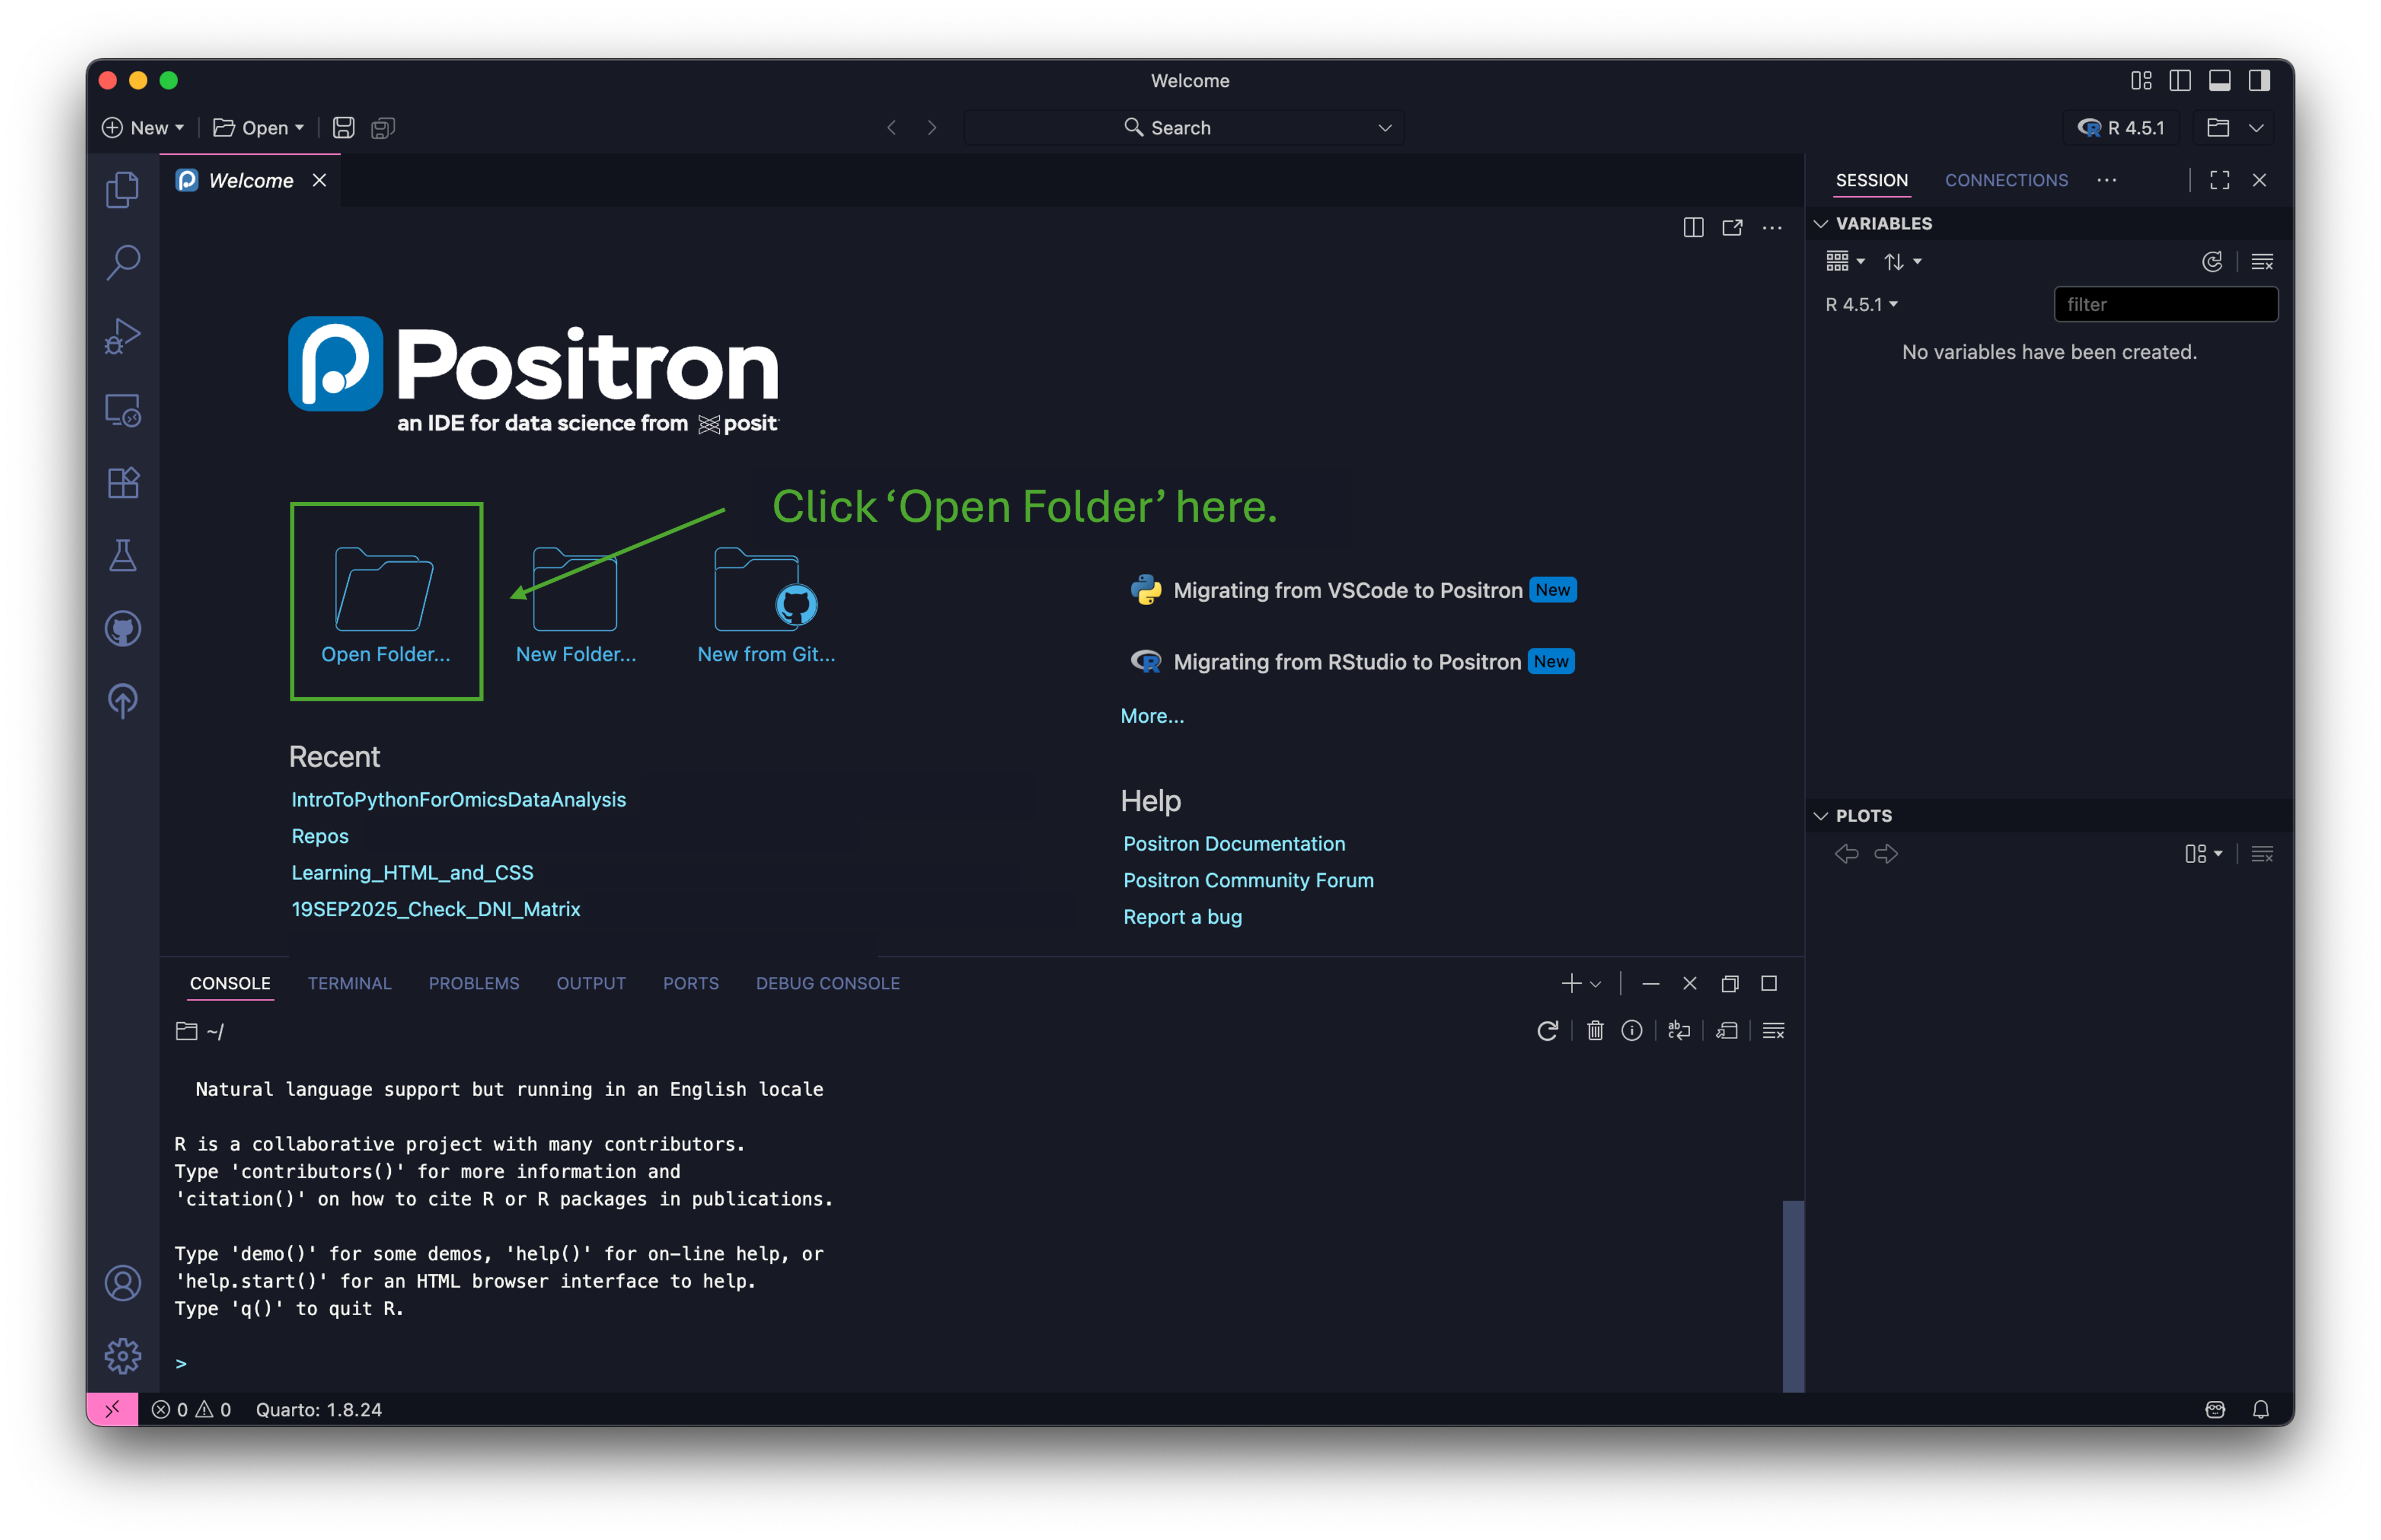 Welcome
New
Open
Search
R 4.5.1
Welcome
SESSION
CONNECTIONS
VARIABLES
R 4.5.1
filter
No variables have been created.
Positron
an IDE for data science from posit
Click ‘Open Folder’ here.
Open Folder...
New Folder...
New from Git...
Migrating from VSCode to Positron New
Migrating from RStudio to Positron New
More...
Recent
IntroToPythonForOmicsDataAnalysis
Repos
Learning_HTML_and_CSS
19SEP2025_Check_DNI_Matrix
Help
Positron Documentation
Positron Community Forum
Report a bug
PLOTS
CONSOLE
TERMINAL
PROBLEMS
OUTPUT
PORTS
DEBUG CONSOLE
~/
Natural language support but running in an English locale
R is a collaborative project with many contributors.
Type 'contributors()' for more information and
'citation()' on how to cite R or R packages in publications.
Type 'demo()' for some demos, 'help()' for on-line help, or
'help.start()' for an HTML browser interface to help.
Type 'q()' to quit R.
>
0 0 Quarto: 1.8.24